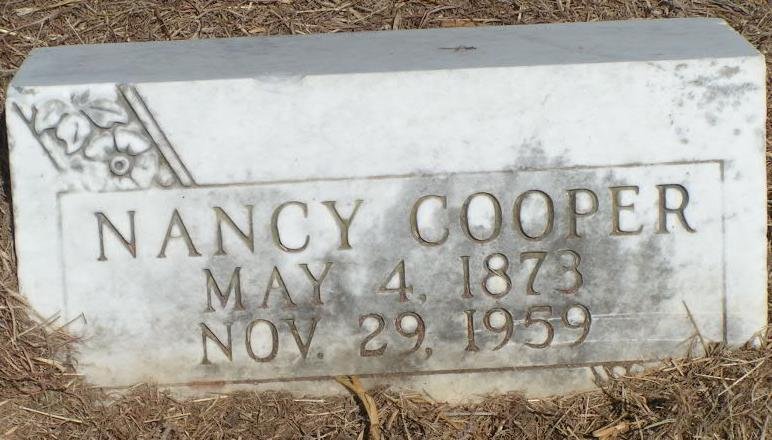 NANCY COOPER
MAY 4, 1873
NOV. 29, 1959